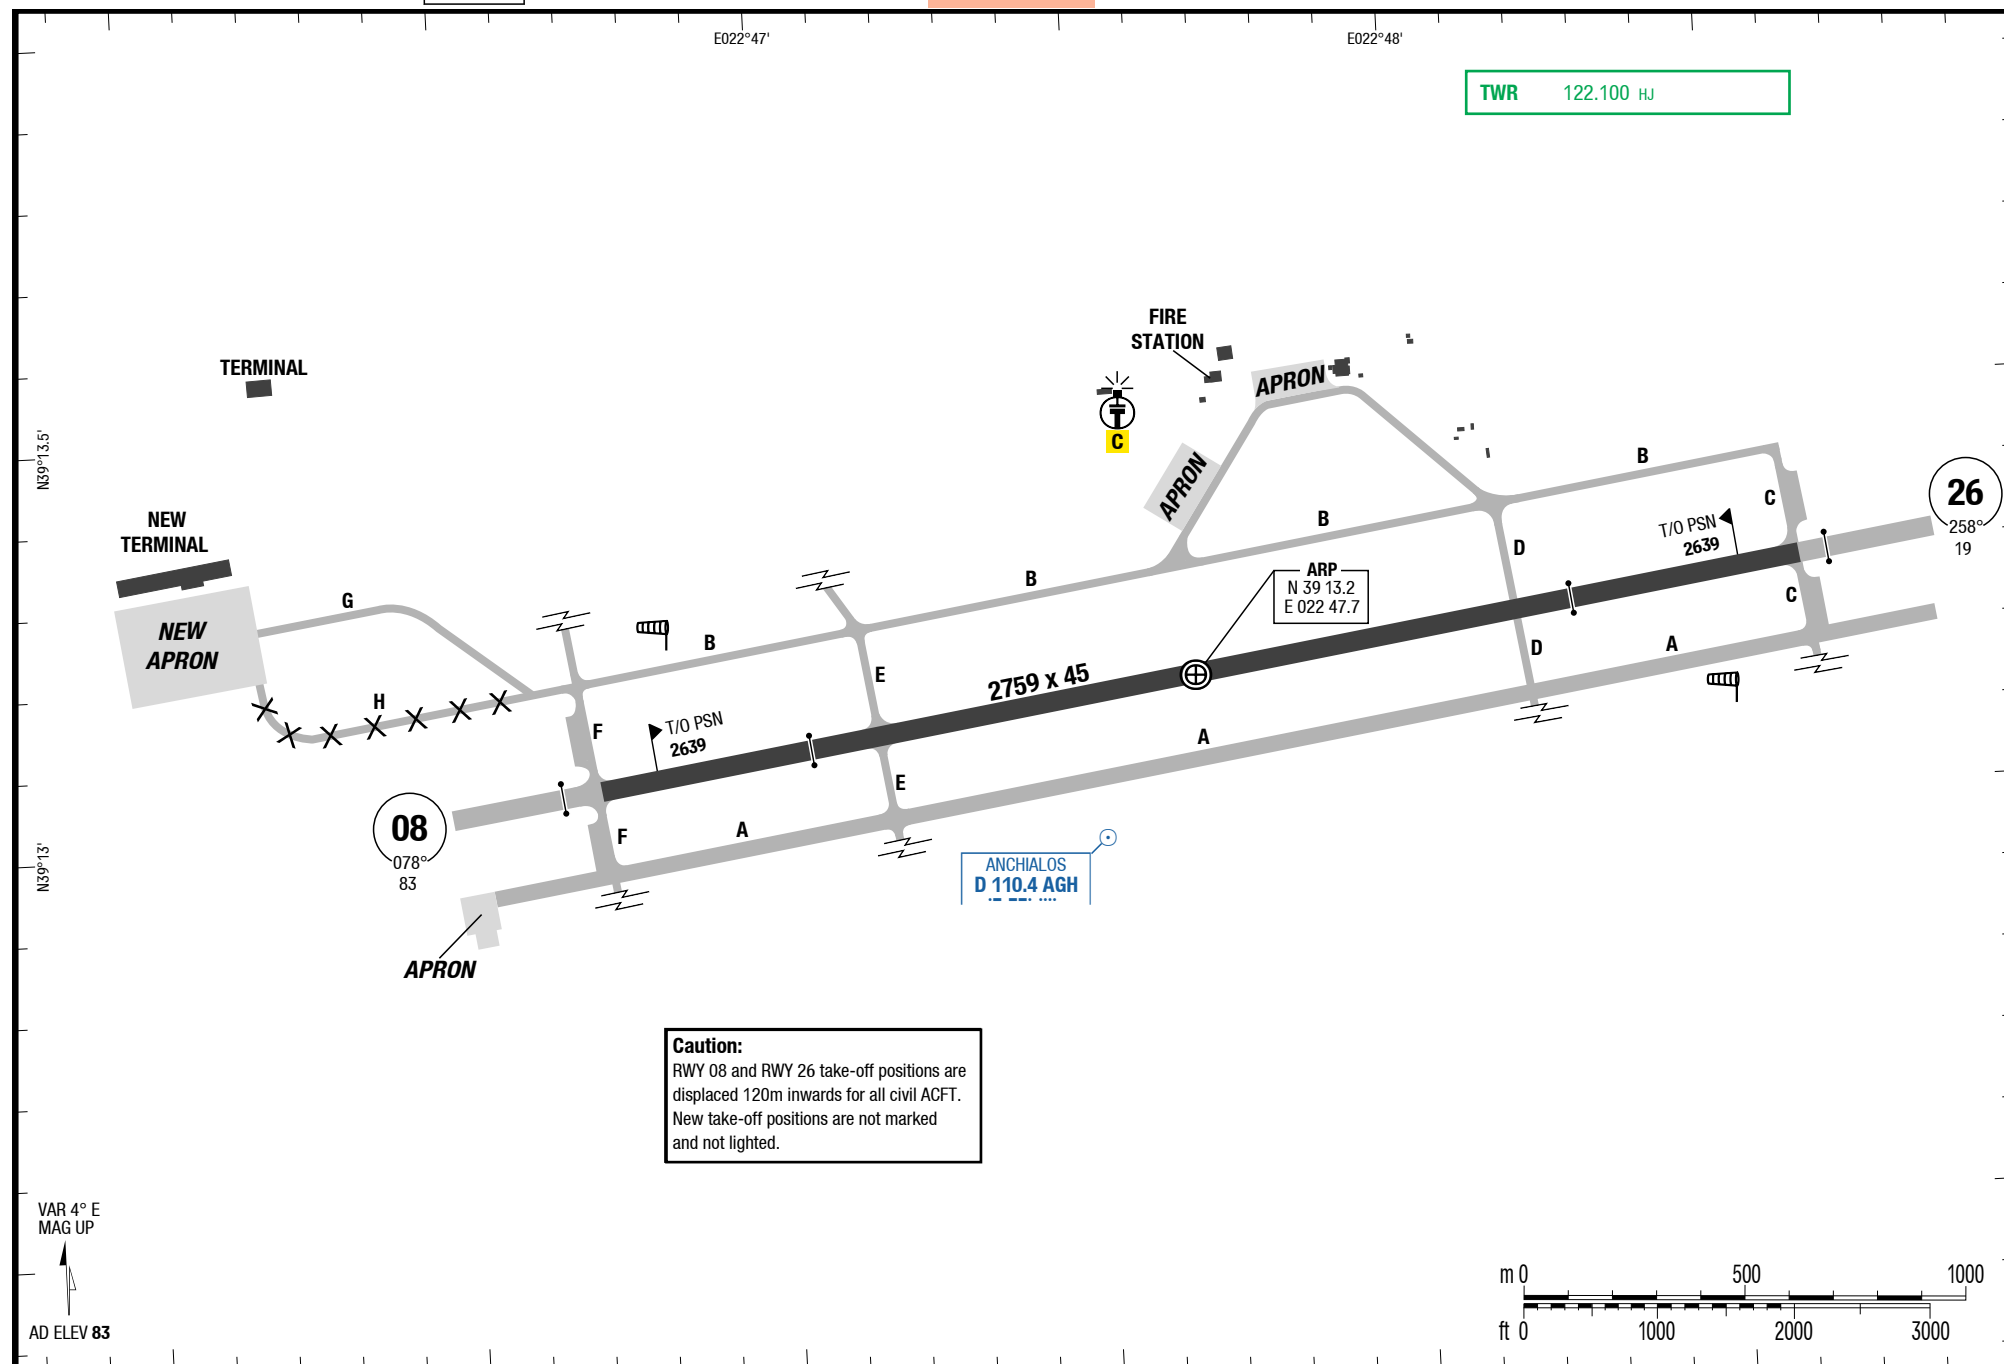 E022°47'
E022°48'
TWR 122.100 HJ
FIRE
STATION
TERMINAL
APRON
C
N39°13.5'
B
APRON
C
26
258°
19
NEW
TERMINAL
B
T/O PSN
2639
D
ARP
N 39 13.2
E 022 47.7
B
G
C
NEW
APRON
B
D
A
E
2759 x 45
H
F
T/O PSN
2639
A
E
08
078°
83
F
A
N39°13'
ANCHIALOS
D 110.4 AGH
APRON
Caution:
RWY 08 and RWY 26 take-off positions are
displaced 120m inwards for all civil ACFT.
New take-off positions are not marked
and not lighted.
VAR 4° E
MAG UP
AD ELEV 83
m 0 500 1000
ft 0 1000 2000 3000